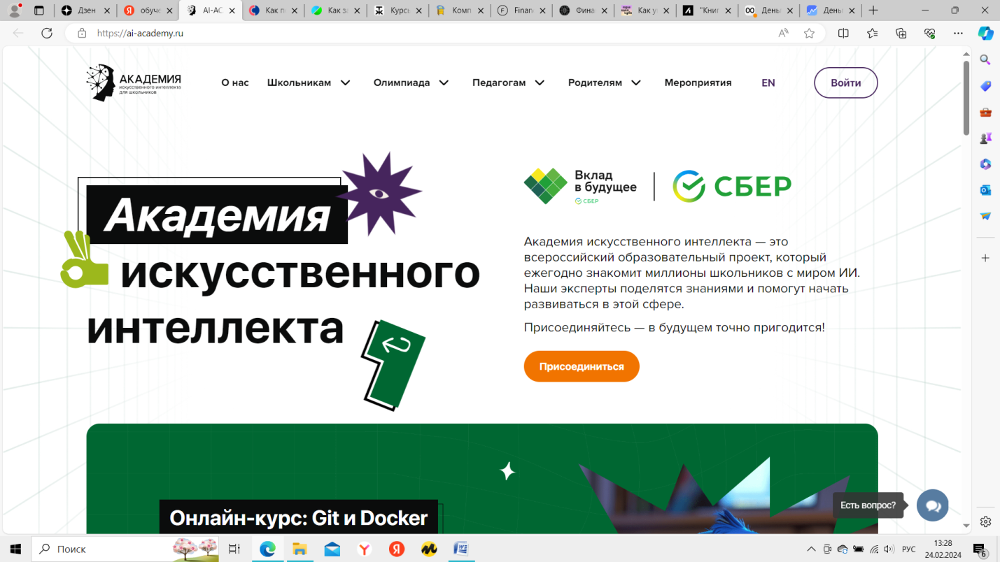 Дзен
обуче
AI-AC
Как п
Как за
Курсы
Комп
Finan
Фина
Как у
"Книг
День
День
https://ai-academy.ru
АКАДЕМИЯ
искусственного интеллекта
для школьников
О нас
Школьникам
Олимпиада
Педагогам
Родителям
Мероприятия
EN
Войти
Академия
искусственного
интеллекта
Вклад
в будущее
СБЕР
СБЕР
Академия искусственного интеллекта — это
всероссийский образовательный проект, который
ежегодно знакомит миллионы школьников с миром ИИ.
Наши эксперты поделятся знаниями и помогут начать
развиваться в этой сфере.
Присоединяйтесь — в будущем точно пригодится!
Присоединиться
Онлайн-курс: Git и Docker
Есть вопрос?
Поиск
РУС
13:28
24.02.2024
6